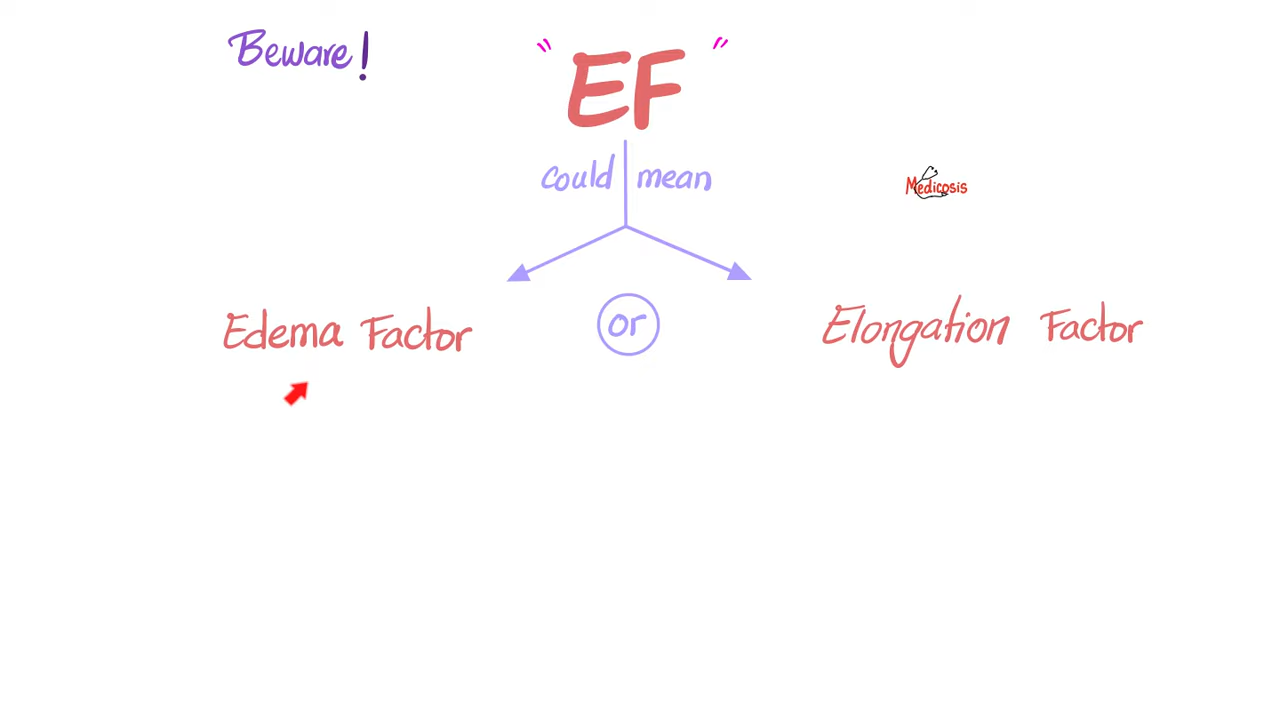 Beware!
"EF"
could mean
Medicosis
Edema Factor
or
Elongation Factor